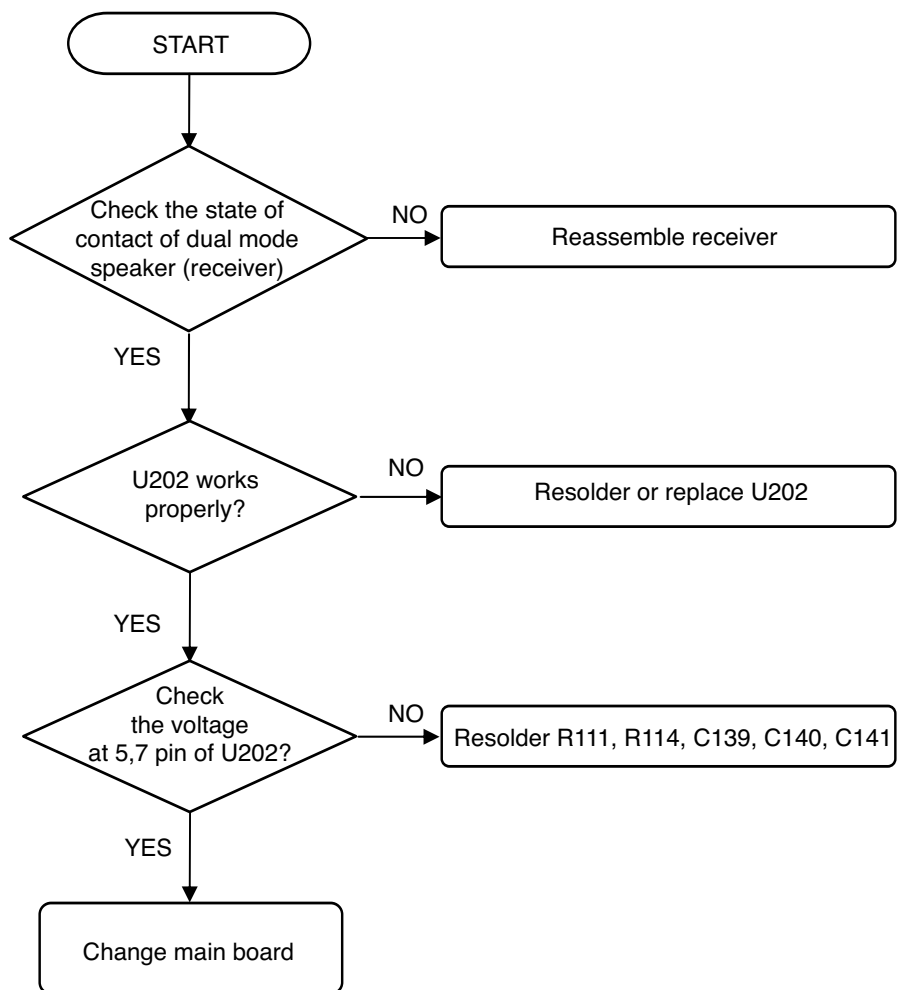 START
Check the state of
contact of dual mode
speaker (receiver)
NO
Reassemble receiver
YES
U202 works
properly?
NO
Resolder or replace U202
YES
Check
the voltage
at 5,7 pin of U202?
NO
Resolder R111, R114, C139, C140, C141
YES
Change main board